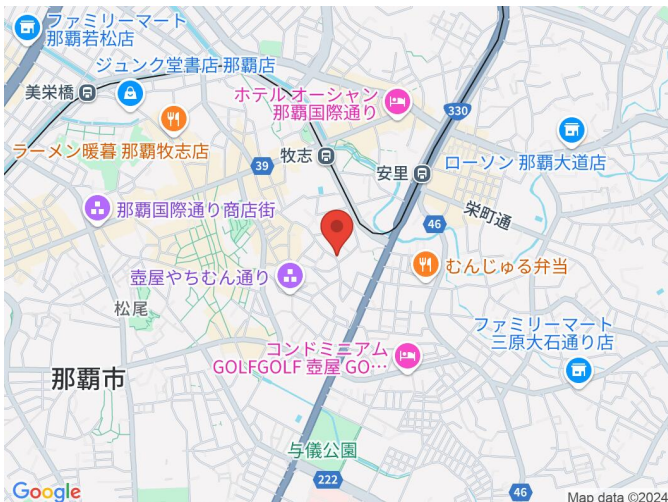 ファミリーマート
那覇若松店
ジュンク堂書店 那覇店
美栄橋
ホテル オーシャン
那覇国際通り
330
ラーメン暖暮 那覇牧志店
牧志
39
安里
ローソン 那覇大道店
那覇国際通り商店街
46
栄町通
壺屋やちむん通り
むんじゅる弁当
松尾
ファミリーマート
三原大石通り店
コンドミニアム
GOLFGOLF 壺屋 GO…
那覇市
与儀公園
222
46
Google
Map data ©2024